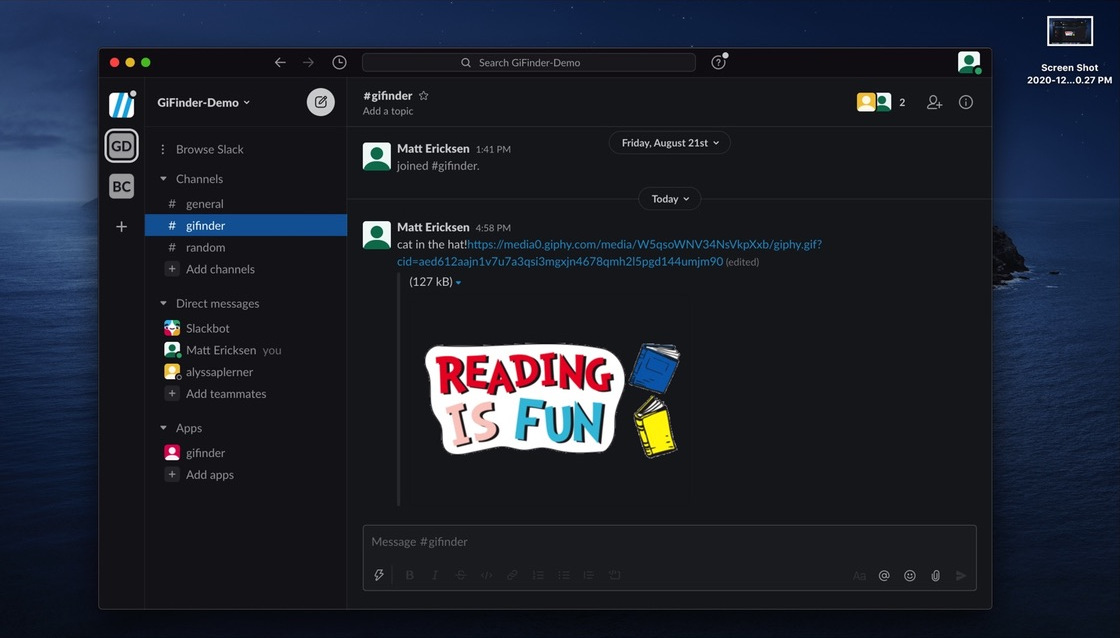 Screen Shot
2020-12...0.27 PM
Search GiFinder-Demo
GD
BC
GiFinder-Demo
Browse Slack
Channels
# general
# gifinder
# random
+ Add channels
Direct messages
Slackbot
Matt Ericksen you
alyssaplerner
+ Add teammates
Apps
gifinder
+ Add apps
#gifinder
Add a topic
2
Friday, August 21st
Matt Ericksen 1:41 PM
joined #gifinder.
Today
Matt Ericksen 4:58 PM
cat in the hat!https://media0.giphy.com/media/W5qsoWNV34NsVkpXxb/giphy.gif?
cid=aed612aajn1v7u7a3qsi3mgxjn4678qmh2l5pgd144umjm90 (edited)
(127 kB)
READING
IS FUN
Message #gifinder
B I S </> Aa @